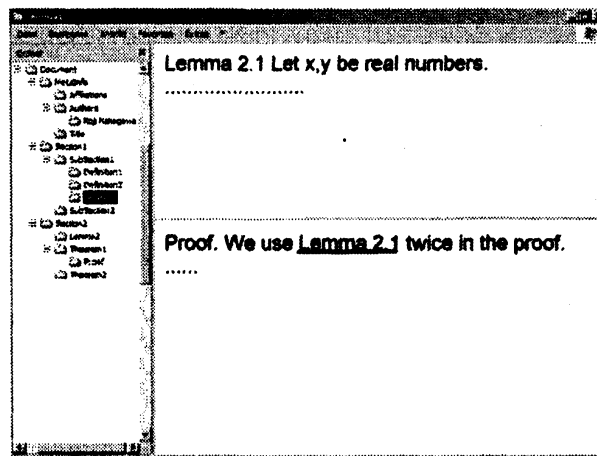 Document
MetaInfo
Affiliations
Authors
Title
Section1
SubSection1
Definition1
Definition2
SubSection2
Section2
Lemma2
Theorem1
Proof
Theorem2
Lemma 2.1 Let x,y be real numbers.
....................
Proof. We use Lemma 2.1 twice in the proof.
......